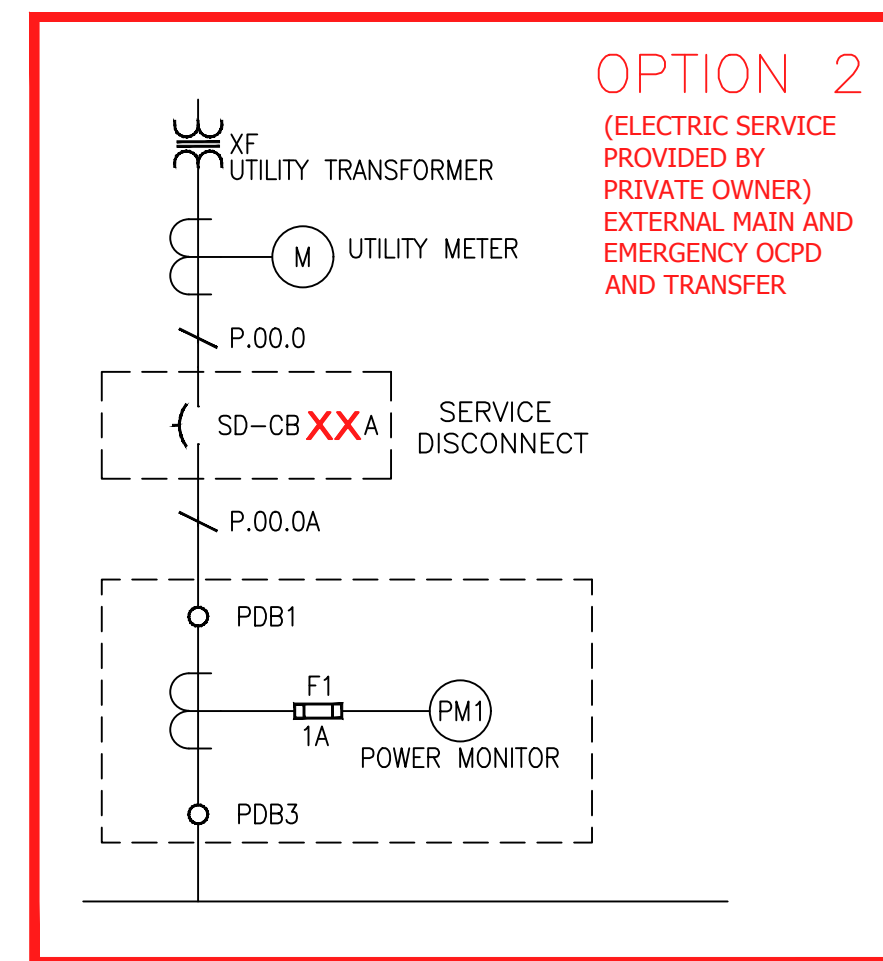 OPTION 2
(ELECTRIC SERVICE
PROVIDED BY
PRIVATE OWNER)
EXTERNAL MAIN AND
EMERGENCY OCPD
AND TRANSFER
XF
UTILITY TRANSFORMER
M
UTILITY METER
P.00.0
SD-CB XX A
SERVICE
DISCONNECT
P.00.0A
PDB1
F1
1A
PM1
POWER MONITOR
PDB3